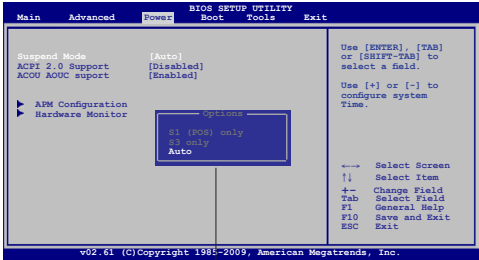 BIOS SETUP UTILITY
Main Advanced Power Boot Tools Exit
Suspend Mode [Auto]
ACPI 2.0 Support [Disabled]
ACOU AOUC suport [Enabled]
APM Configuration
Hardware Monitor
Options
S1 (POS) only
S3 only
Auto
Use [ENTER], [TAB]
or [SHIFT-TAB] to
select a field.
Use [+] or [-] to
configure system
Time.
←→ Select Screen
↑↓ Select Item
+- Change Field
Tab Select Field
F1 General Help
F10 Save and Exit
ESC Exit
v02.61 (C)Copyright 1985-2009, American Megatrends, Inc.